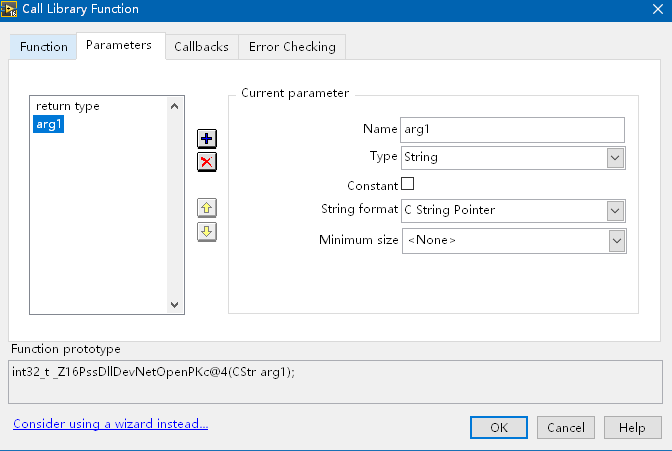 Call Library Function
Function
Parameters
Callbacks
Error Checking
return type
arg1
Current parameter
Name
arg1
Type
String
Constant
String format
C String Pointer
Minimum size
<None>
Function prototype
int32_t _Z16PssDllDevNetOpenPKc@4(CStr arg1);
Consider using a wizard instead...
OK
Cancel
Help